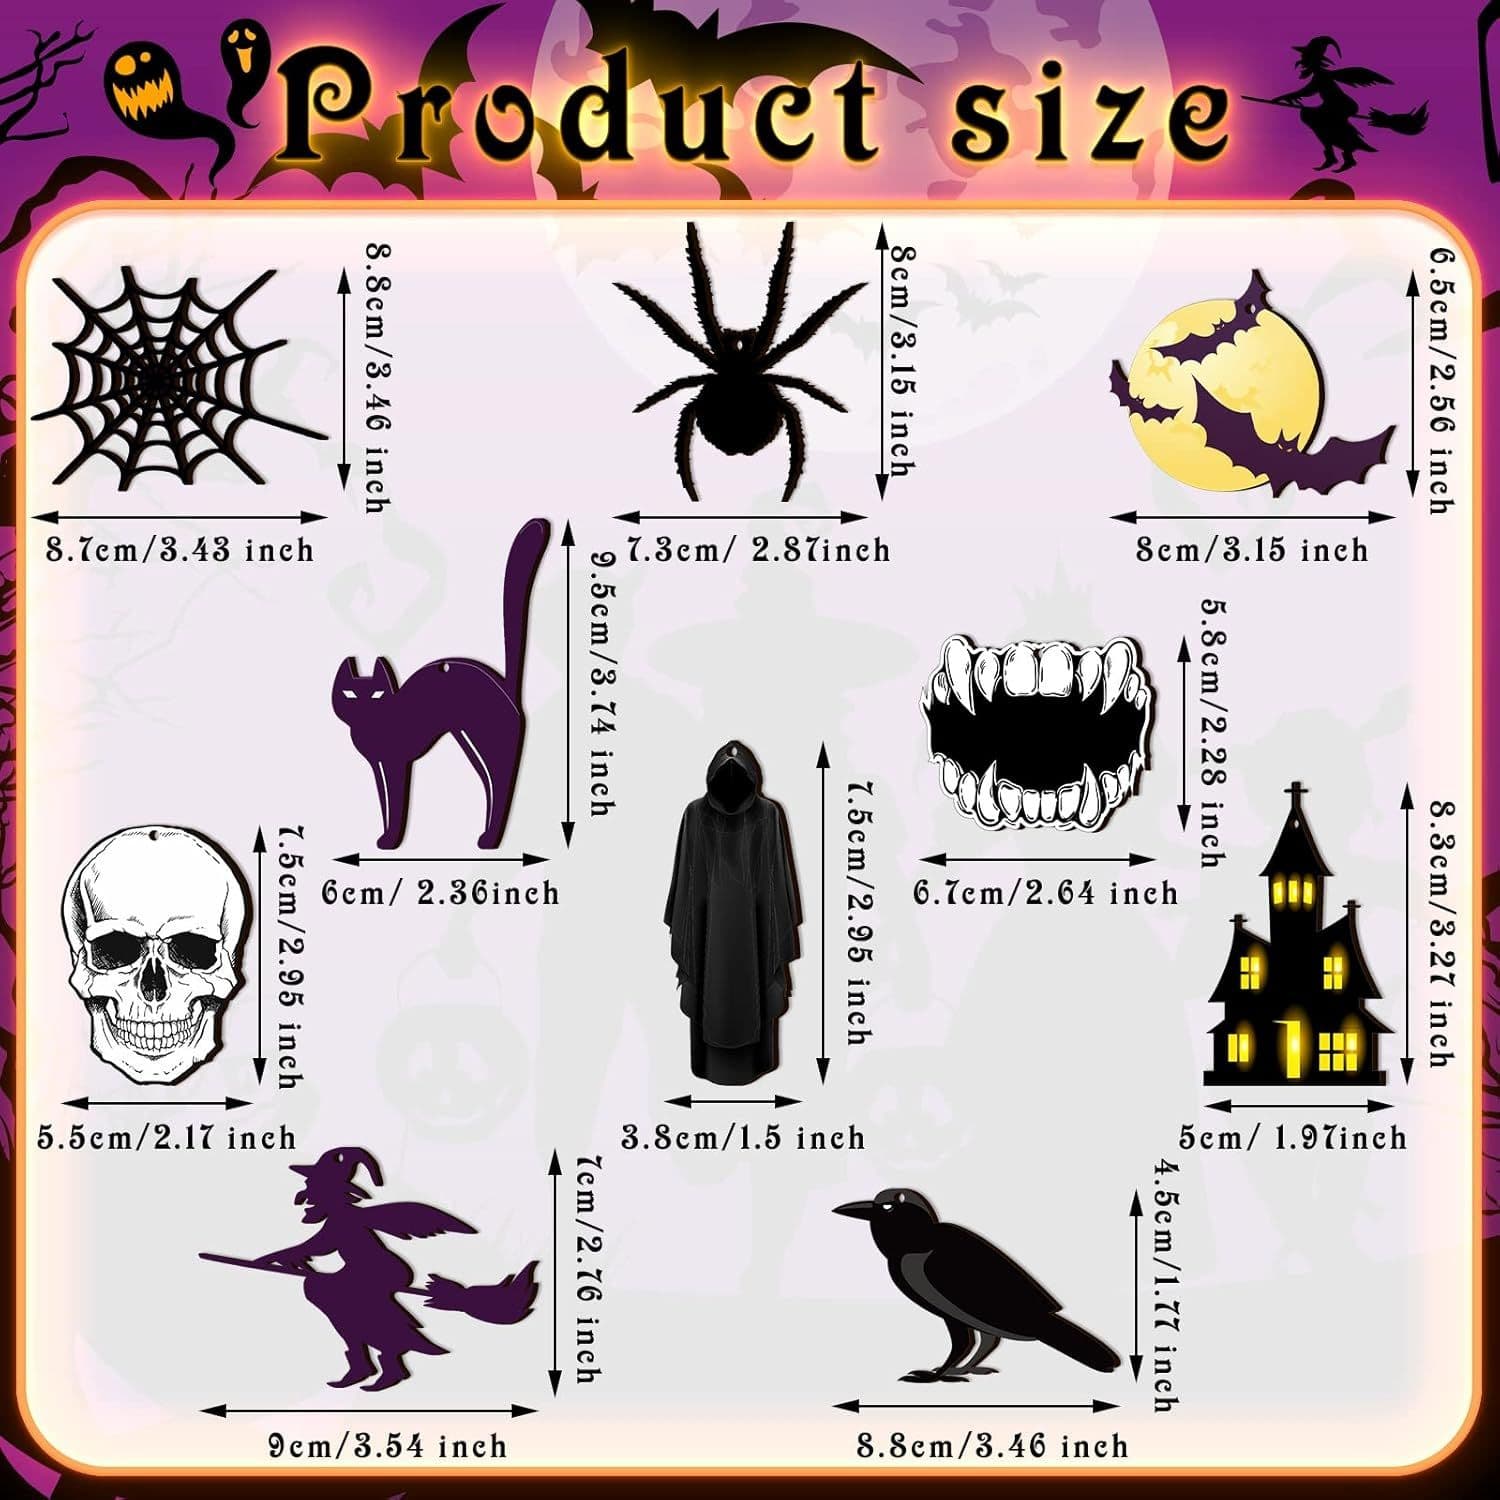 Product size
8.8cm/3.46 inch
8.7cm/3.43 inch
8cm/3.15 inch
7.3cm/ 2.87inch
6.5cm/2.56 inch
8cm/3.15 inch
9.5cm/3.74 inch
6cm/ 2.36inch
5.8cm/2.28 inch
6.7cm/2.64 inch
7.5cm/2.95 inch
5.5cm/2.17 inch
7.5cm/2.95 inch
3.8cm/1.5 inch
8.3cm/3.27 inch
5cm/ 1.97inch
7cm/2.76 inch
9cm/3.54 inch
4.5cm/1.77 inch
8.8cm/3.46 inch